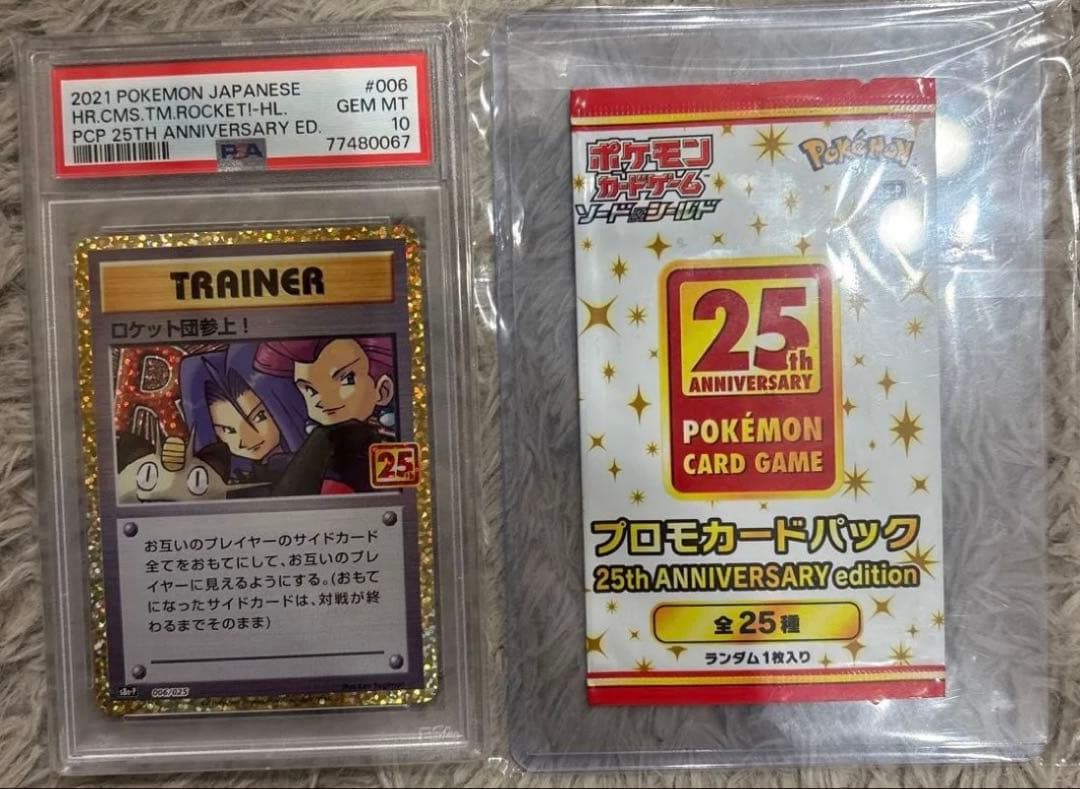 2021 POKEMON JAPANESE #006
HR.CMS.TM.ROCKET!-HL. GEM MT
PCP 25TH ANNIVERSARY ED. 10
PSA 77480067
TRAINER
ロケット団参上！
25th
お互いのプレイヤーのサイドカード
全てをおもてにして、お互いのプレ
イヤーに見えるようにする。(おもて
になったサイドカードは、対戦が終
わるまでそのまま)
s8a-P 006/025
ポケモン
カードゲーム
ソード&シールド
Pokémon
25th
ANNIVERSARY
POKÉMON
CARD GAME
プロモカードパック
25th ANNIVERSARY edition
全25種
ランダム1枚入り